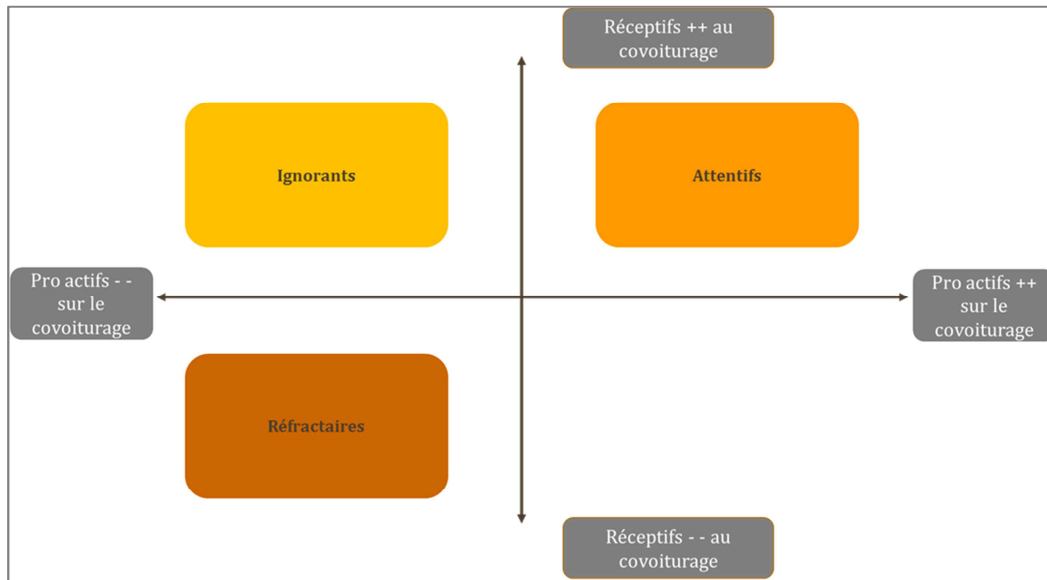 Réceptifs ++ au
covoiturage
Ignorants
Attentifs
Pro actifs - -
sur le
covoiturage
Pro actifs ++
sur le
covoiturage
Réfractaires
Réceptifs - - au
covoiturage